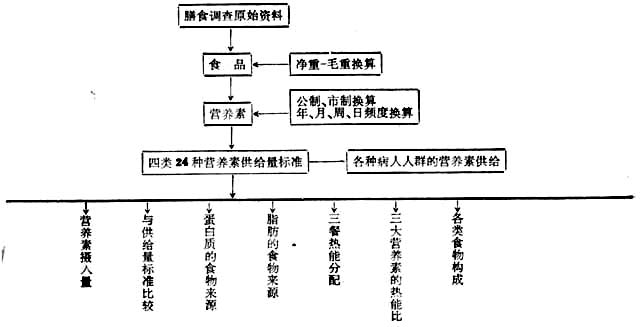 膳食调查原始资料
食品
净重-毛重换算
营养素
公制、市制换算
年、月、周、日频度换算
四类24种营养素供给量标准
各种病人人群的营养素供给
营养素摄入量
与供给量标准比较
蛋白质的食物来源
脂肪的食物来源
三餐热能分配
三大营养素的热能比
各类食物构成